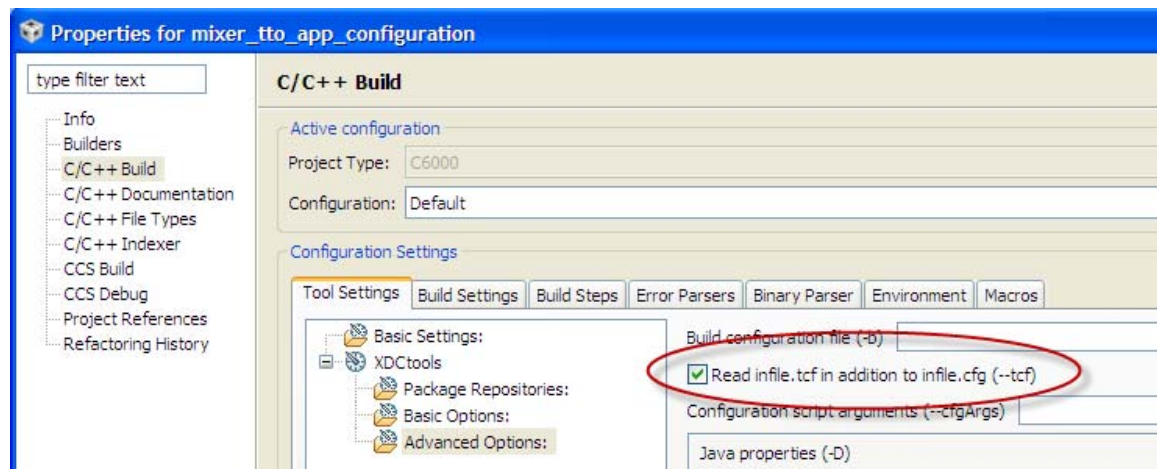 Properties for mixer_tto_app_configuration
type filter text
Info
Builders
C/C++ Build
C/C++ Documentation
C/C++ File Types
C/C++ Indexer
CCS Build
CCS Debug
Project References
Refactoring History
C/C++ Build
Active configuration
Project Type: C6000
Configuration: Default
Configuration Settings
Tool Settings Build Settings Build Steps Error Parsers Binary Parser Environment Macros
Basic Settings:
XDCtools
Package Repositories:
Basic Options:
Advanced Options:
Build configuration file (-b)
Read infile.tcf in addition to infile.cfg (--tcf)
Configuration script arguments (--cfgArgs)
Java properties (-D)